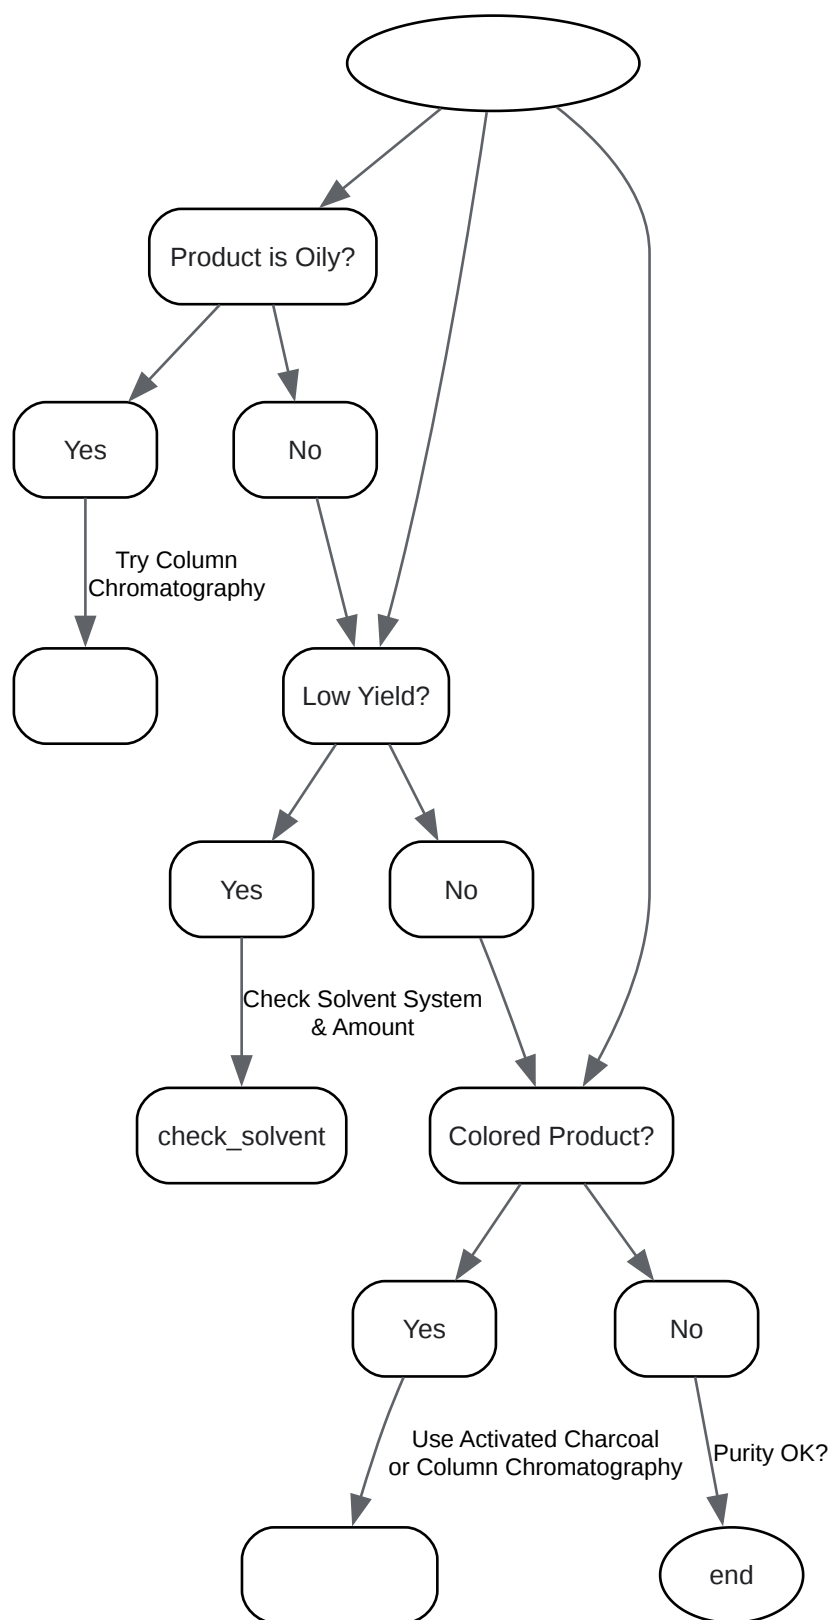 Product is Oily?
Yes
No
Try Column
Chromatography
Low Yield?
Yes
No
Check Solvent System
& Amount
check_solvent
Colored Product?
Yes
No
Use Activated Charcoal
or Column Chromatography
Purity OK?
end